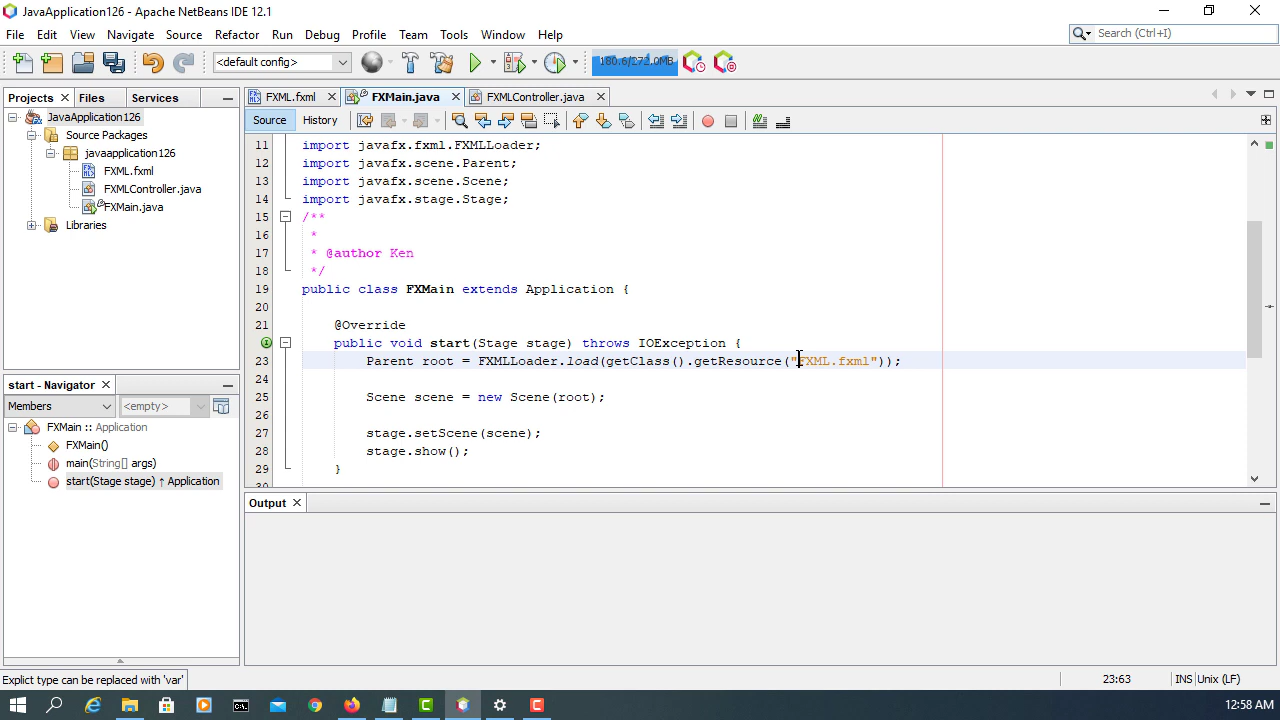 JavaApplication126 - Apache NetBeans IDE 12.1
File Edit View Navigate Source Refactor Run Debug Profile Team Tools Window Help
Search (Ctrl+I)
<default config>
180.6/172.0MB
Projects Files Services
FXML.fxml FXMain.java FXMLController.java
Source History
JavaApplication126
Source Packages
javaapplication126
FXML.fxml
FXMLController.java
FXMain.java
Libraries
11 import javafx.fxml.FXMLLoader;
12 import javafx.scene.Parent;
13 import javafx.scene.Scene;
14 import javafx.stage.Stage;
15 /**
16 *
17 * @author Ken
18 */
19 public class FXMain extends Application {
20
21 @Override
22 public void start(Stage stage) throws IOException {
23 Parent root = FXMLLoader.load(getClass().getResource("FXML.fxml"));
24
25 Scene scene = new Scene(root);
26
27 stage.setScene(scene);
28 stage.show();
29 }
30
start - Navigator
Members <empty>
FXMain :: Application
FXMain()
main(String[] args)
start(Stage stage) ↑ Application
Output
Explict type can be replaced with 'var'
23:63 INS Unix (LF)
12:58 AM